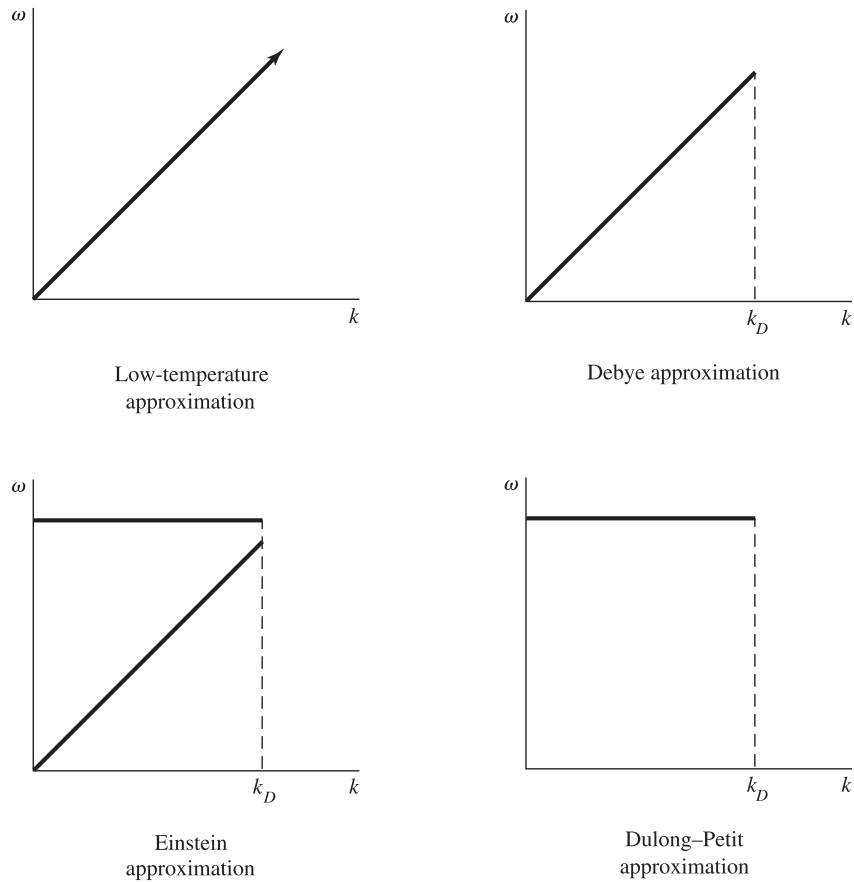 ω
k
Low-temperature
approximation
ω
k_D
k
Debye approximation
ω
k_D
k
Einstein
approximation
ω
k_D
k
Dulong–Petit
approximation